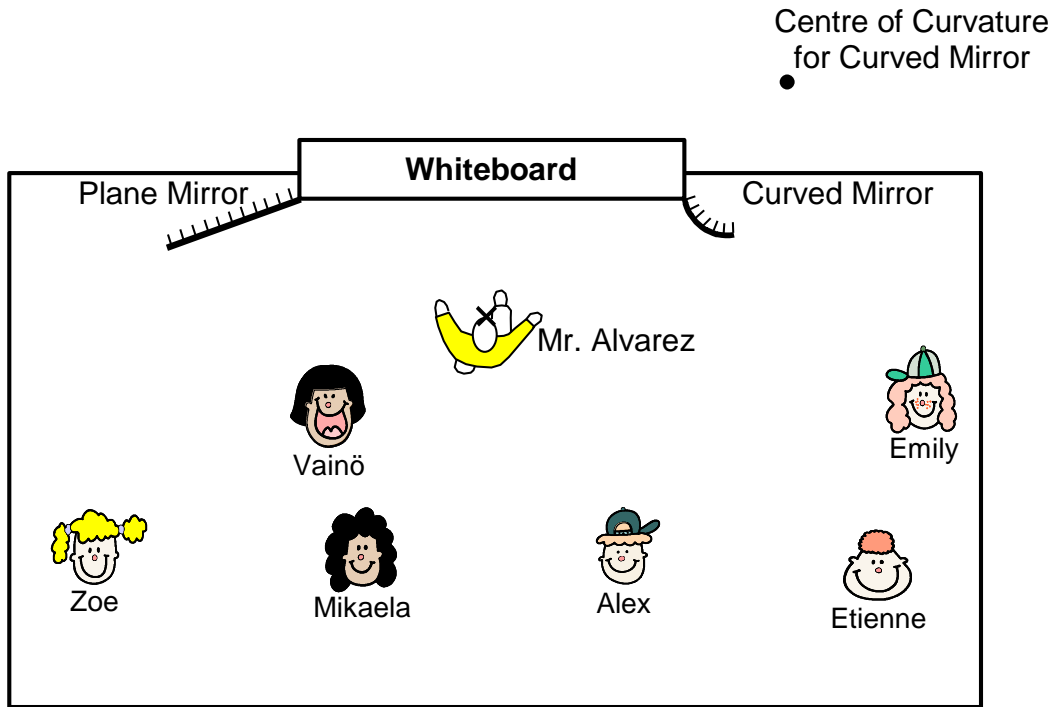 Centre of Curvature
for Curved Mirror
Whiteboard
Plane Mirror
Curved Mirror
Mr. Alvarez
Vainö
Emily
Zoe
Mikaela
Alex
Etienne